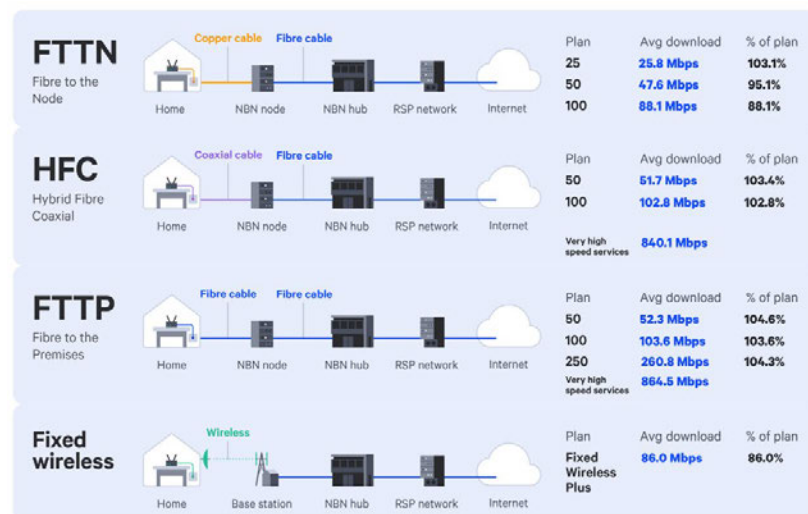 FTTN
Fibre to the
Node
Copper cable Fibre cable
Home NBN node NBN hub RSP network Internet
Plan Avg download % of plan
25 25.8 Mbps 103.1%
50 47.6 Mbps 95.1%
100 88.1 Mbps 88.1%
HFC
Hybrid Fibre
Coaxial
Coaxial cable Fibre cable
Home NBN node NBN hub RSP network Internet
Plan Avg download % of plan
50 51.7 Mbps 103.4%
100 102.8 Mbps 102.8%
Very high
speed services 840.1 Mbps
FTTP
Fibre to the
Premises
Fibre cable Fibre cable
Home NBN node NBN hub RSP network Internet
Plan Avg download % of plan
50 52.3 Mbps 104.6%
100 103.6 Mbps 103.6%
250 260.8 Mbps 104.3%
Very high
speed services 864.5 Mbps
Fixed
wireless
Wireless
Home Base station NBN hub RSP network Internet
Plan Avg download % of plan
Fixed 86.0 Mbps 86.0%
Wireless
Plus